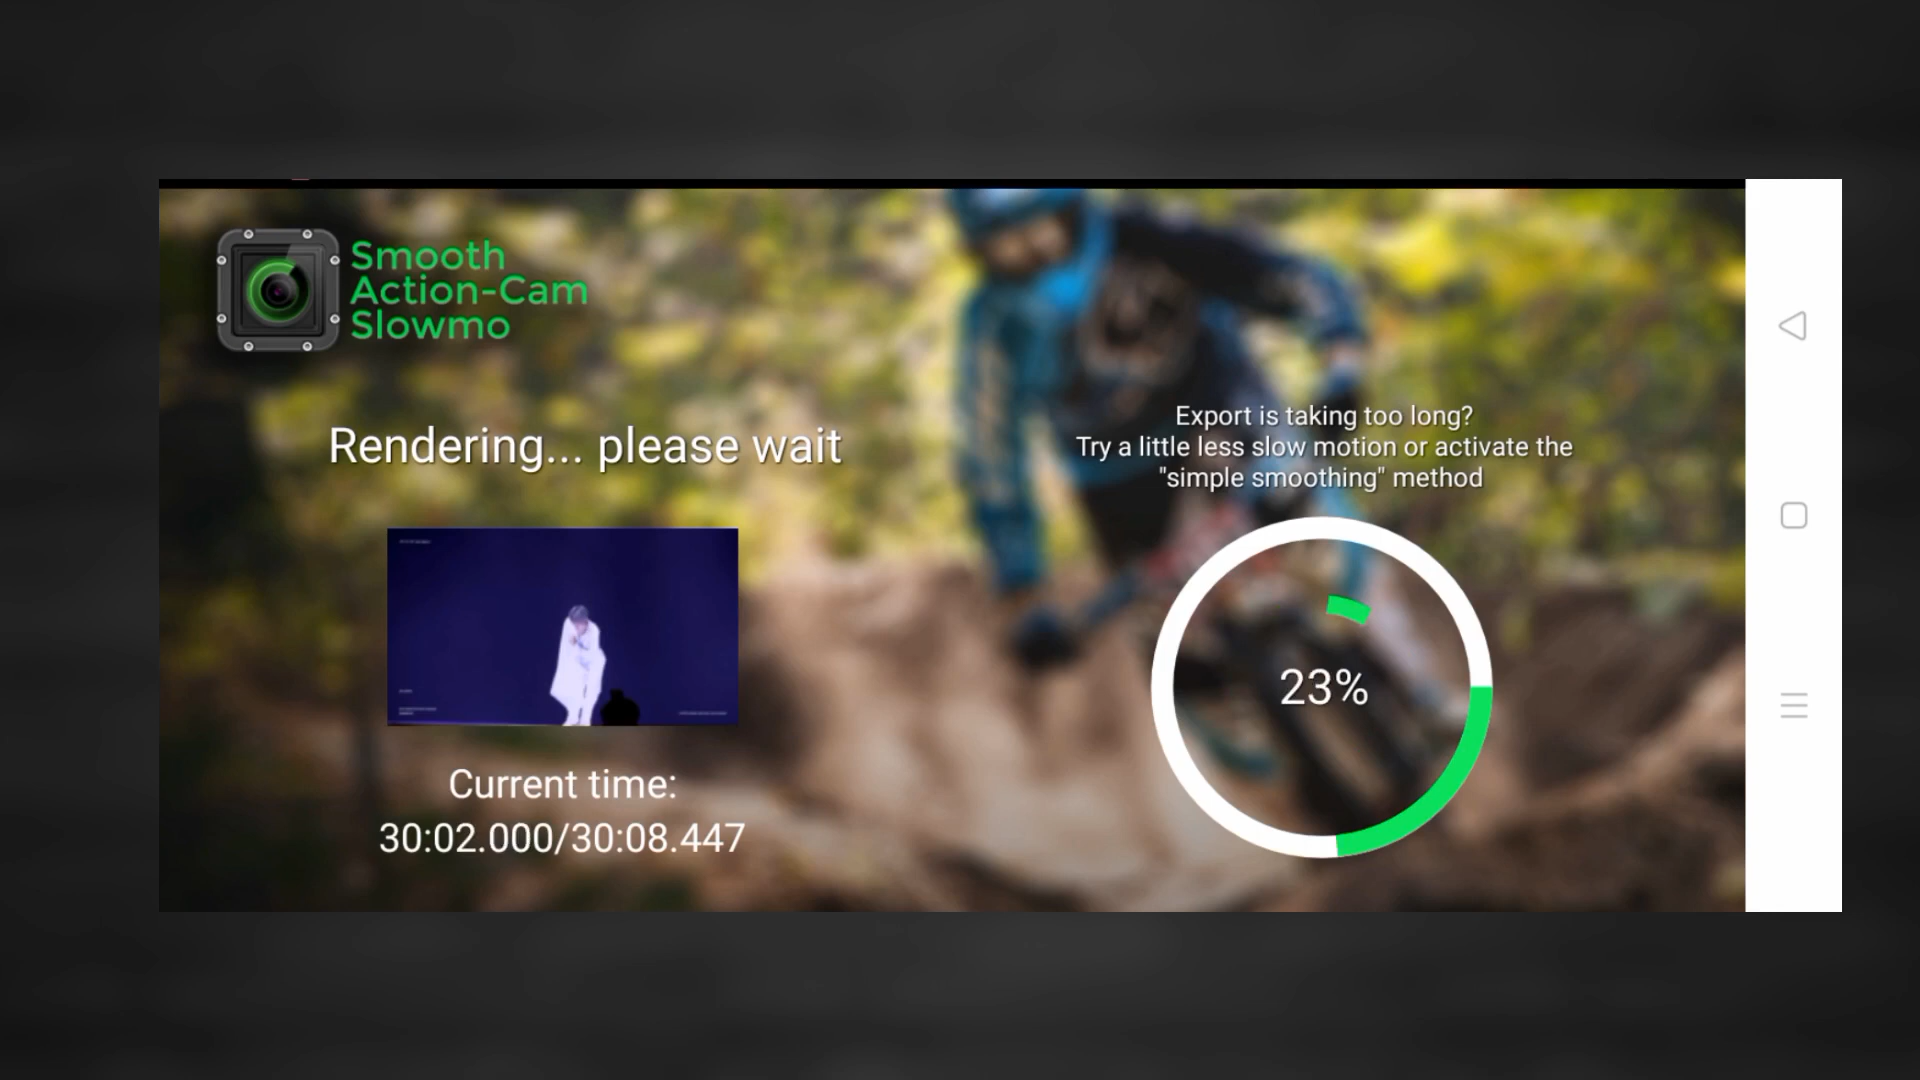 Smooth
Action-Cam
Slowmo
Rendering... please wait
Export is taking too long?
Try a little less slow motion or activate the
"simple smoothing" method
23%
Current time:
30:02.000/30:08.447